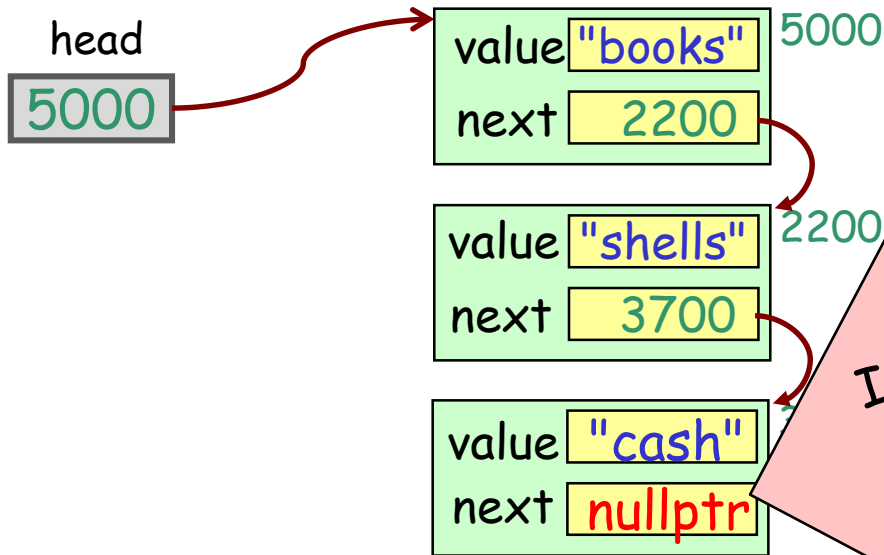 head
5000
value "books" 5000
next 2200
value "shells" 2200
next 3700
value "cash"
next nullptr
I